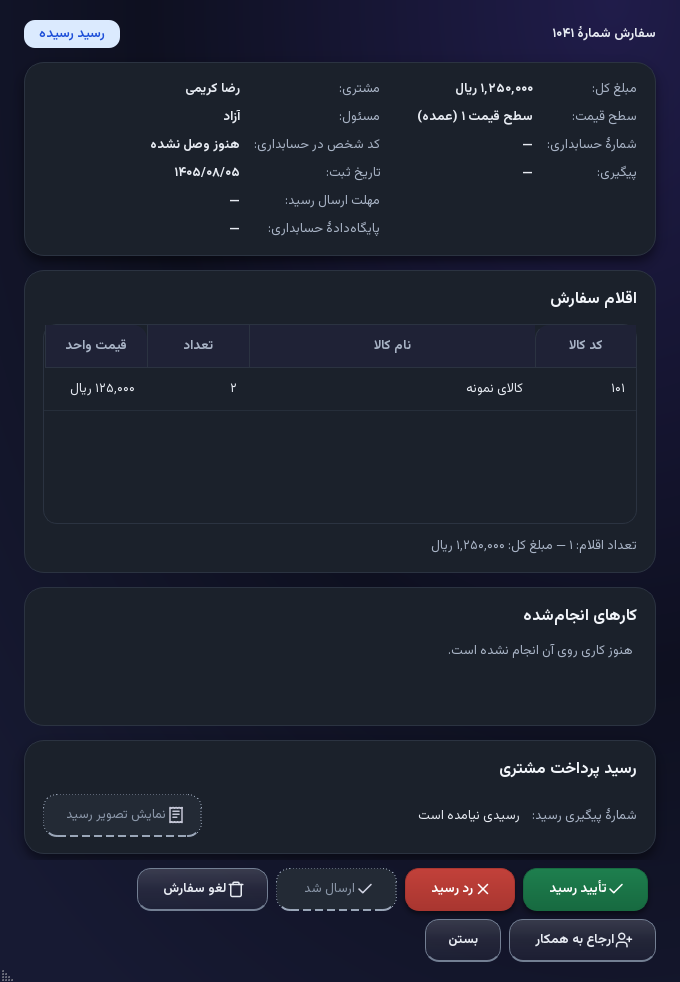 سفارش شمارهٔ ۱۰۴۱
رسید رسیده
مبلغ کل: ۱,۲۵۰,۰۰۰ ریال
مشتری: رضا کریمی
سطح قیمت: سطح قیمت ۱ (عمده)
مسئول: آزاد
شمارهٔ حسابداری: —
کد شخص در حسابداری: هنوز وصل نشده
پیگیری: —
تاریخ ثبت: ۱۴۰۵/۰۸/۰۵
مهلت ارسال رسید: —
پایگاه‌دادهٔ حسابداری: —
اقلام سفارش
کد کالا نام کالا تعداد قیمت واحد
۱۰۱ کالای نمونه ۲ ۱۲۵,۰۰۰ ریال
تعداد اقلام: ۱ — مبلغ کل: ۱,۲۵۰,۰۰۰ ریال
کارهای انجام‌شده
هنوز کاری روی آن انجام نشده است.
رسید پرداخت مشتری
شمارهٔ پیگیری رسید: رسیدی نیامده است
نمایش تصویر رسید
تأیید رسید
رد رسید
ارسال شد
لغو سفارش
ارجاع به همکار
بستن